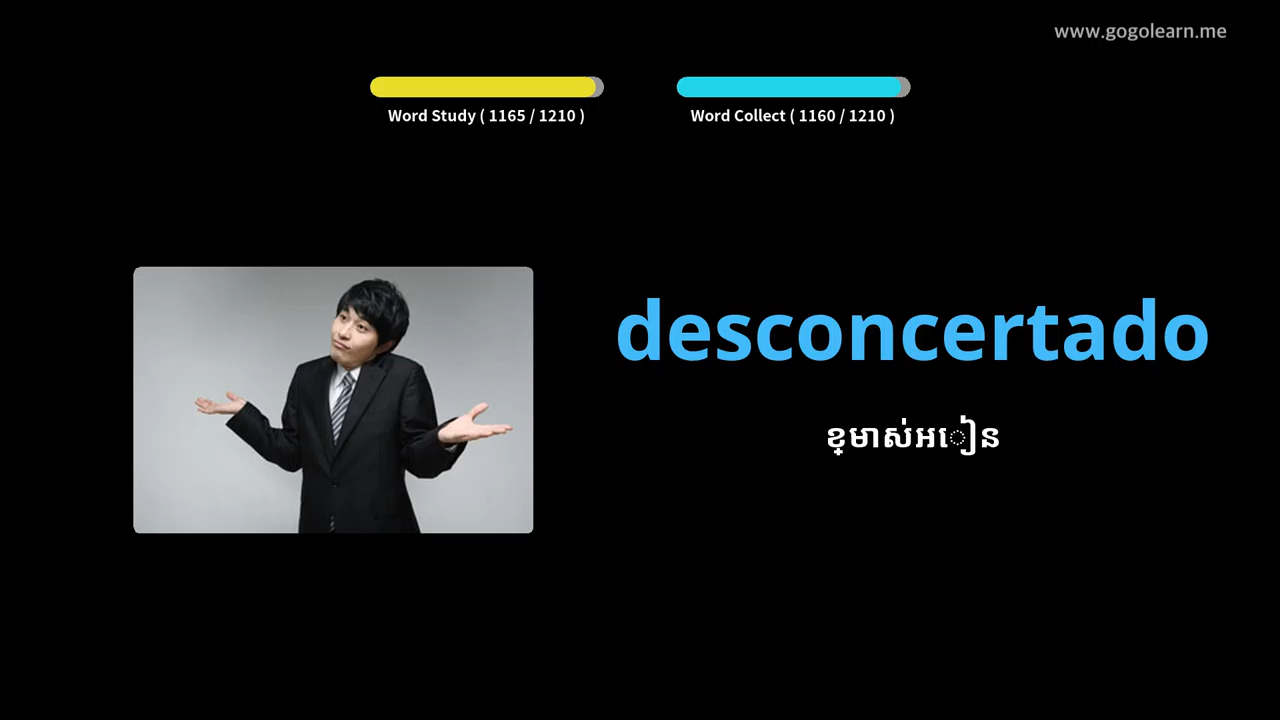 www.gogolearn.me
Word Study ( 1165 / 1210 )
Word Collect ( 1160 / 1210 )
desconcertado
ខ្មាស់អៀន